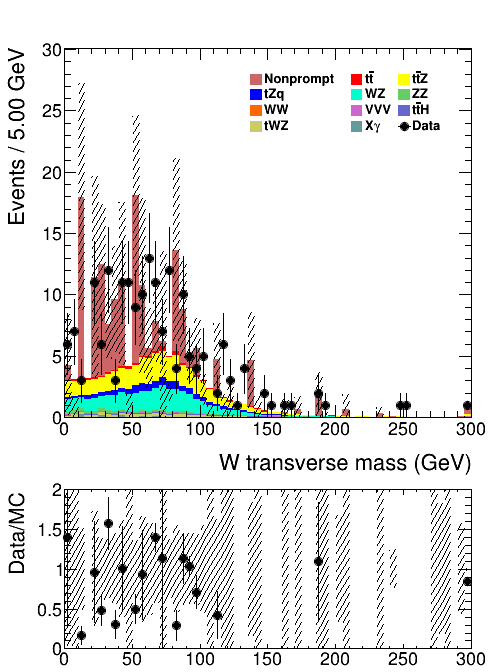 Events / 5.00 GeV
30
25
20
15
10
5
0
Nonprompt tt̄ tt̄Z
tZq WZ ZZ
WW VVV tt̄H
tWZ Xγ Data
0 50 100 150 200 250 300
W transverse mass (GeV)
Data/MC
2
1.5
1
0.5
0
0 50 100 150 200 250 300